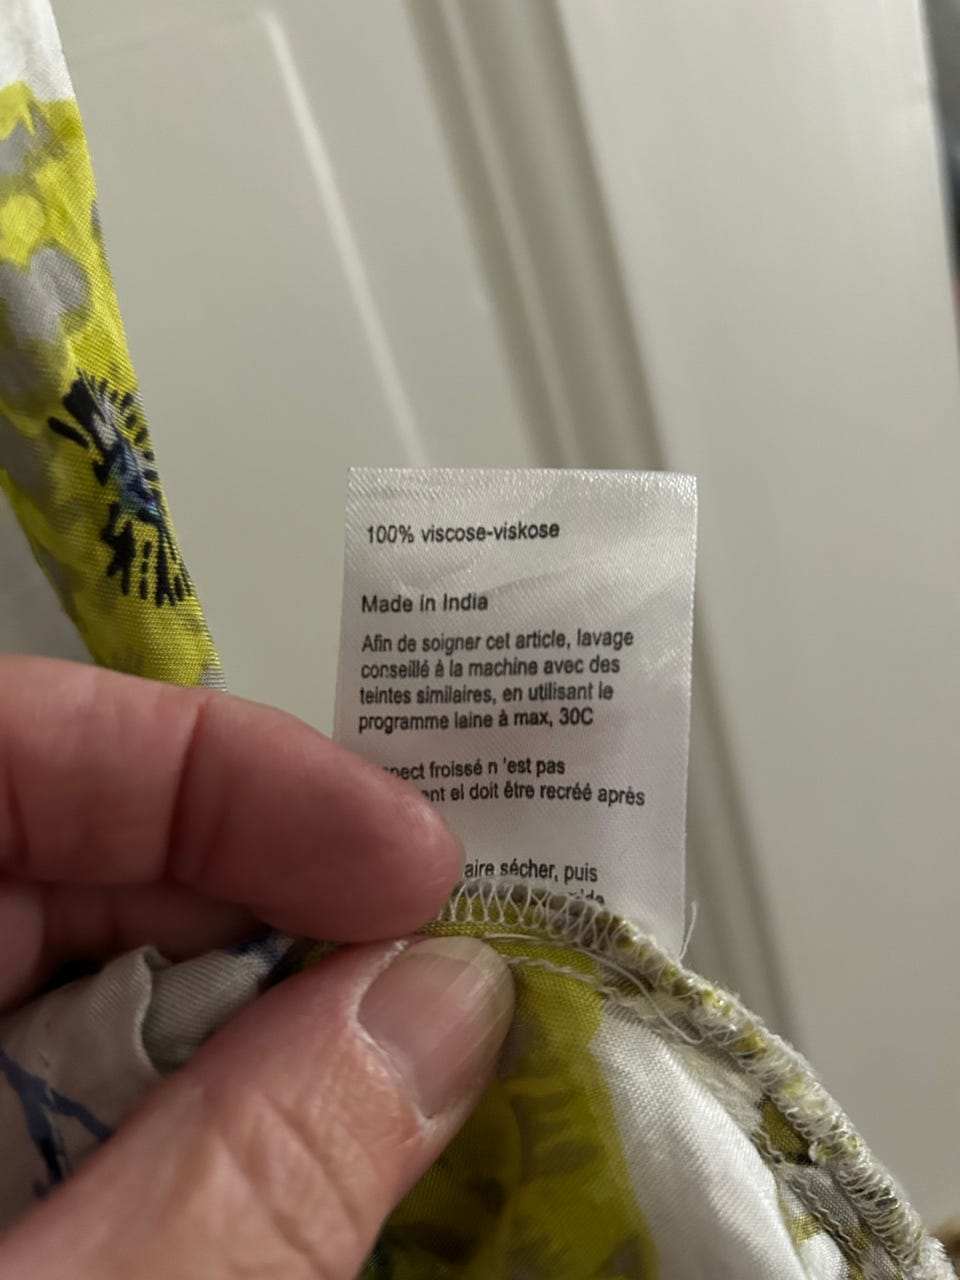 100% viscose-viskose
Made in India
Afin de soigner cet article, lavage
conseillé à la machine avec des
teintes similaires, en utilisant le
programme laine à max, 30C
froissé n 'est pas
el doit être recréé après
sécher, puis